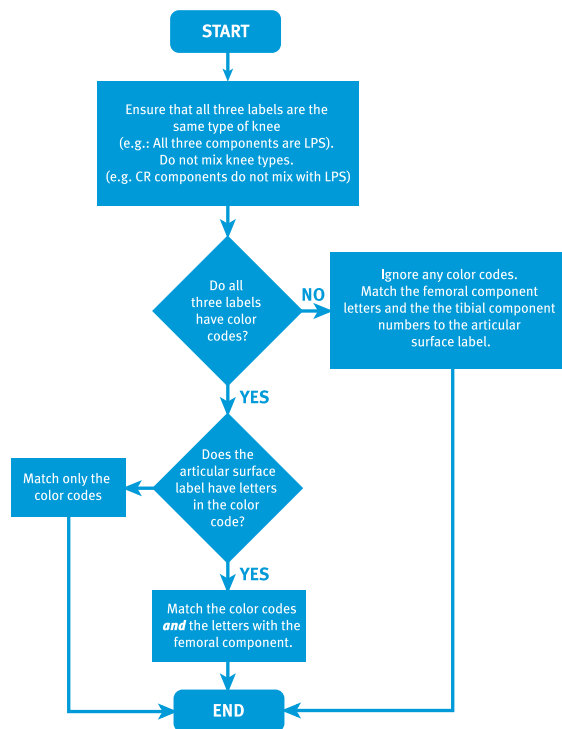 START
Ensure that all three labels are the
same type of knee
(e.g.: All three components are LPS).
Do not mix knee types.
(e.g. CR components do not mix with LPS)
Do all
three labels
have color
codes?
NO
Ignore any color codes.
Match the femoral component
letters and the the tibial component
numbers to the articular
surface label.
YES
Does the
articular surface
label have letters
in the color
code?
Match only the
color codes
YES
Match the color codes
and the letters with the
femoral component.
END